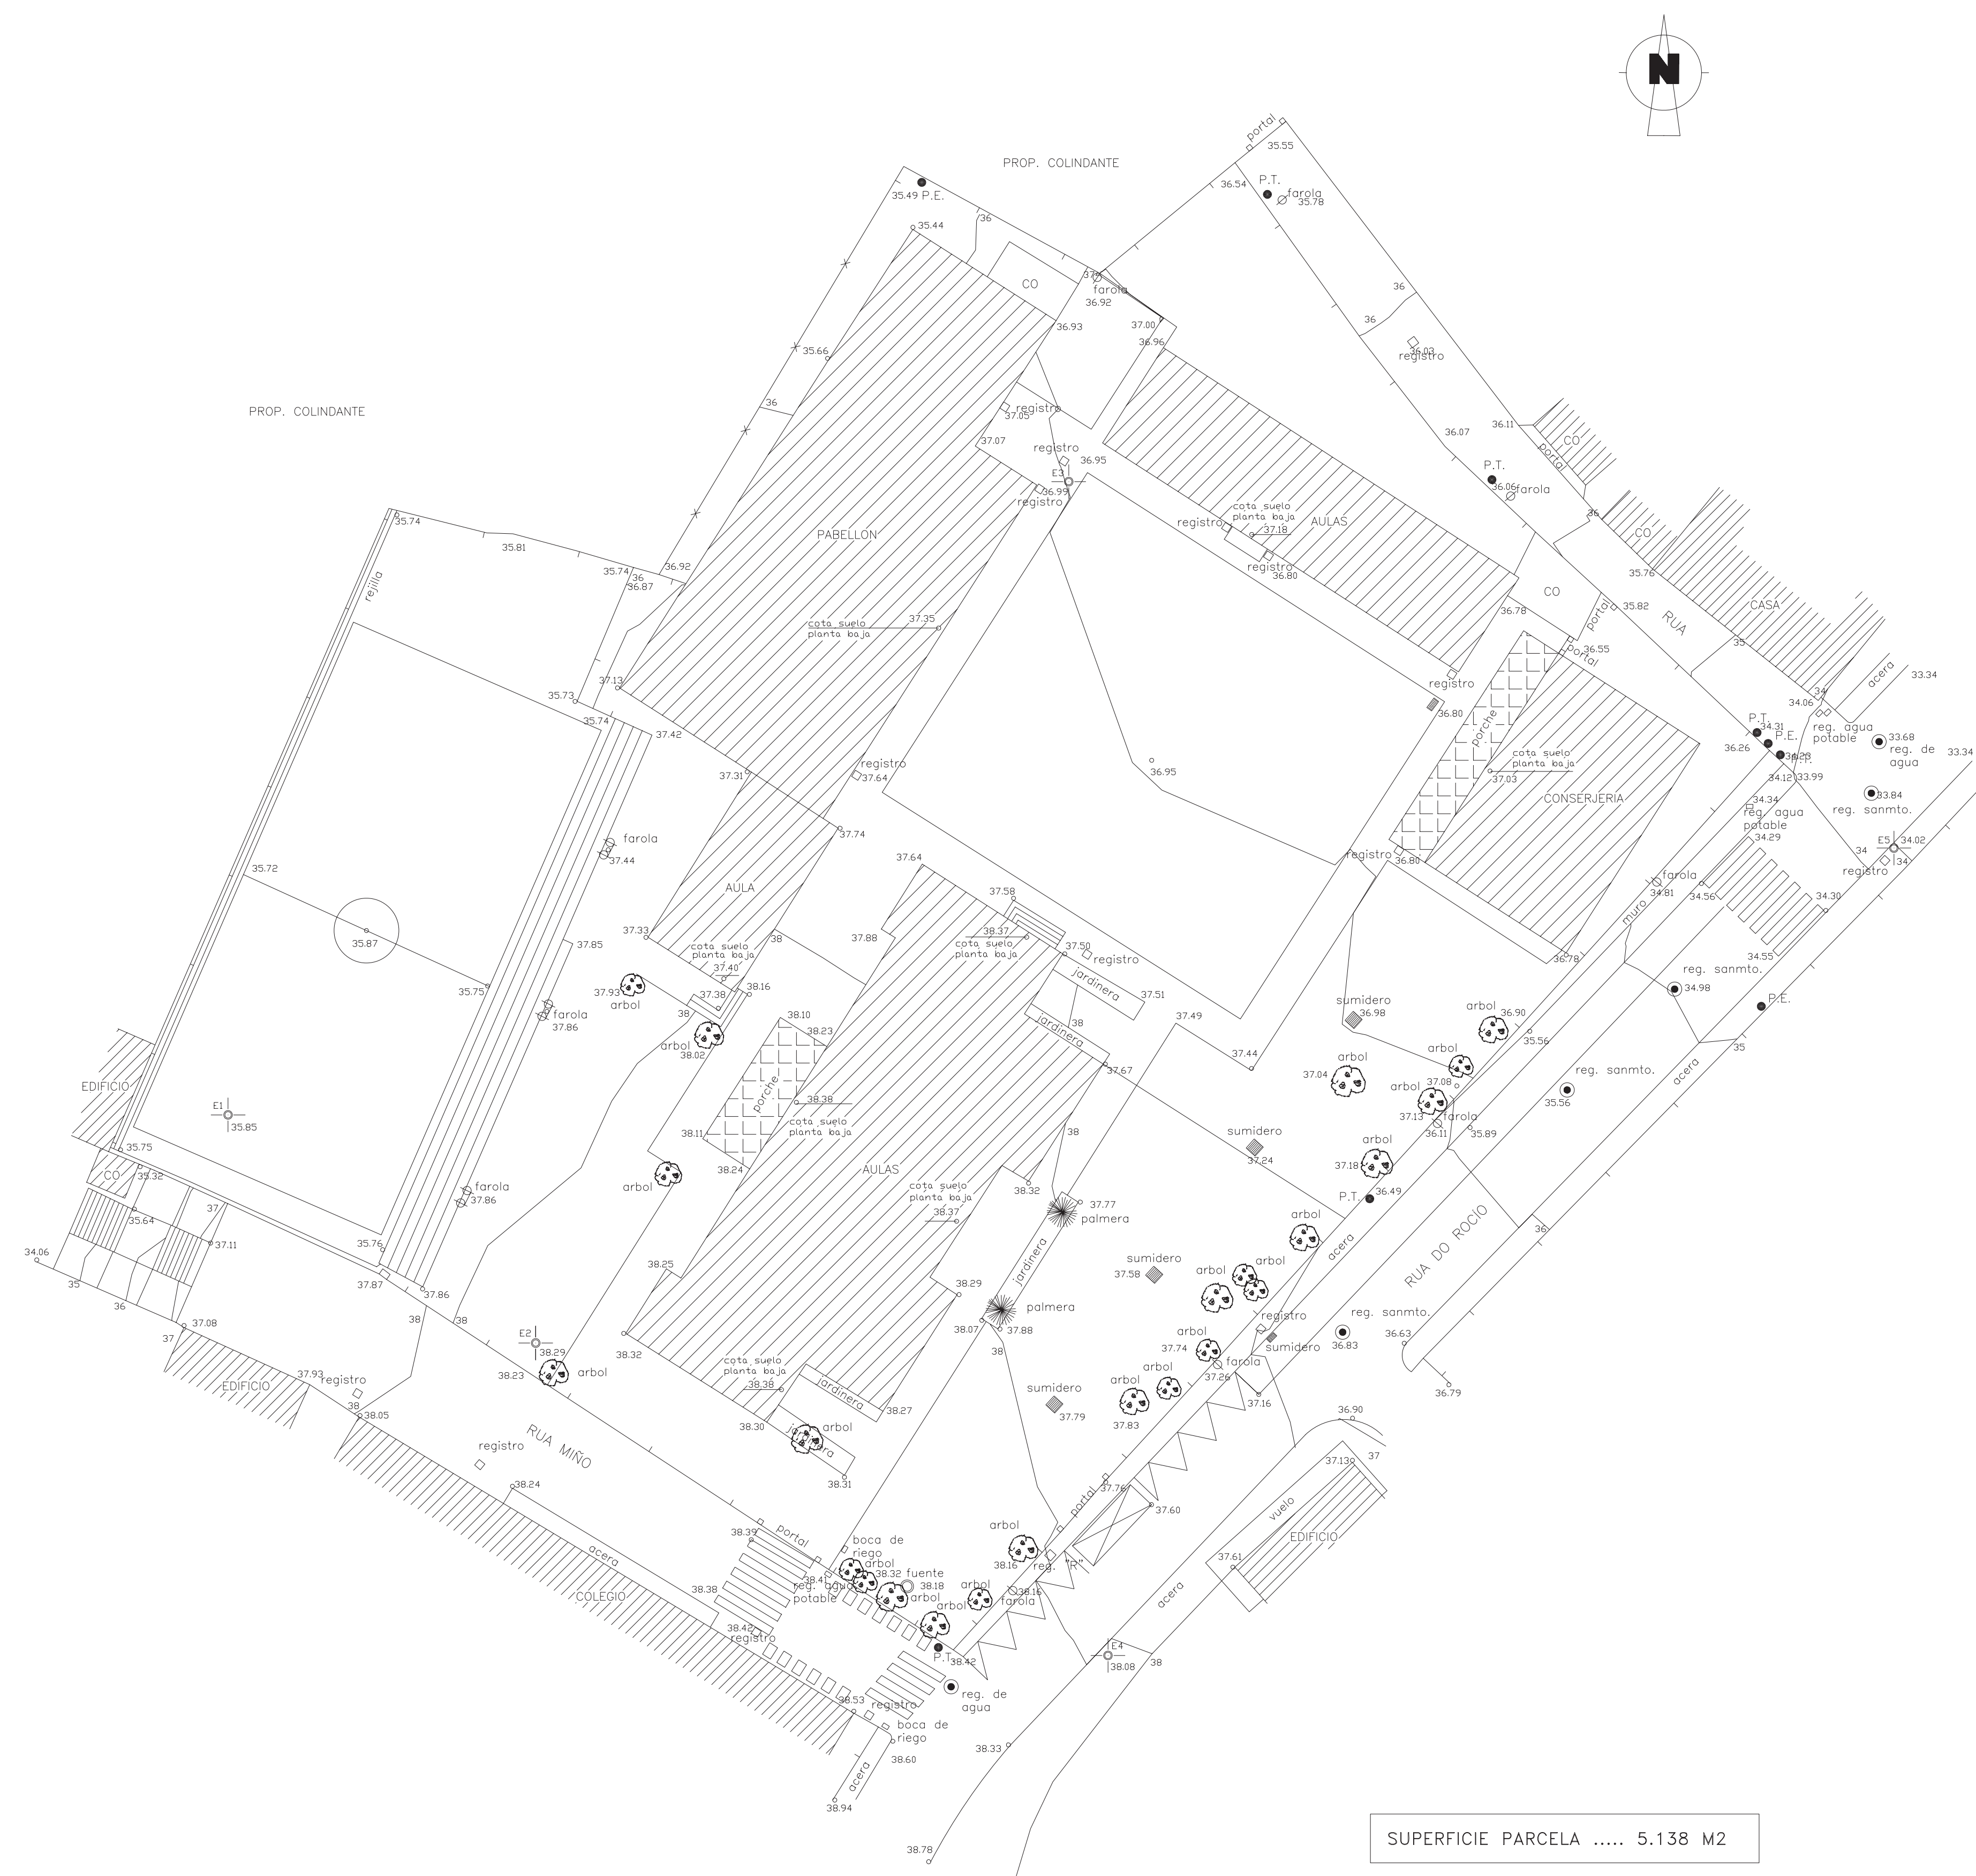 N
portal
35.55
PROP. COLINDANTE
P.T.
farola
36.54
35.78
35.49 P.E.
36
35.44
37
CO
farola
36.92
36
37.00
36.93
36
36.96
36.03
registro
35.66
36
PROP. COLINDANTE
registro
37.05
36.11
36.07
CO
portal
37.07
registro
36.95
E3
P.T.
36.06
farola
36.99
registro
cota suelo
planta baja
37.18
AULAS
registro
36
CO
35.74
PABELLON
35.81
registro
36.80
35.74
36
36.92
36.87
35.76
rejilla
CO
CASA
36.78
portal
35.82
RUA
cota suelo
planta baja
37.35
35
36.55
portal
acera
33.34
37.13
registro
34
34.06
35.73
35.74
36.80
P.T.
34.31
37.42
porche
P.E.
reg. agua
potable
33.68
reg. de
agua
36.26
33.34
cota suelo
planta baja
37.03
34.23
P.T.
36.95
37.31
registro
37.64
34.12
33.99
CONSERJERIA
34.34
33.84
reg. sanmto.
reg. agua
potable
34.29
37.74
farola
37.44
E5
34.02
34
34
registro
37.64
registro
36.80
35.72
AULA
farola
34.81
34.56
34.30
37.58
muro
37.33
38
37.88
38.37
cota suelo
planta baja
37.50
registro
35.87
37.85
cota suelo
planta baja
37.40
36.78
34.55
reg. sanmto.
34.98
jardinera
37.51
35.75
37.93
arbol
37.38
38.16
sumidero
36.98
P.E.
arbol
36.90
38
farola
37.86
38.10
38.23
38
jardinera
37.49
35.56
arbol
38.02
35
37.44
arbol
arbol
37.67
37.04
37.08
reg. sanmto.
35.56
acera
EDIFICIO
porche
38.38
cota suelo
planta baja
arbol
37.13
farola
36.11
E1
35.85
38.11
38
35.89
sumidero
37.24
35.75
arbol
37.18
CO
35.32
38.24
AULAS
arbol
farola
37.86
cota suelo
planta baja
38.37
38.32
37.77
P.T.
36.49
37
35.64
palmera
arbol
36
RUA DO ROCÍO
37.11
34.06
35.76
acera
jardinera
sumidero
37.58
38.25
arbol
arbol
35
37.87
37.86
38.29
36
palmera
38
38
registro
reg. sanmto.
37.08
38.07
37.88
36.83
36.63
37
E2
38.29
38.32
38
arbol
37.74
sumidero
farola
37.26
cota suelo
planta baja
38.38
37.93
EDIFICIO
registro
38.23
arbol
jardinera
arbol
sumidero
37.79
36.79
38
38.05
38.27
37.83
37.16
36.90
38.30
arbol
jardinera
RUA MIÑO
registro
37
37.13
38.24
38.31
37.76
portal
37.60
vuelo
EDIFICIO
38.39
portal
boca de
riego
arbol
acera
arbol
38.32
fuente
38.18
38.16
reg. "R"
37.61
38.38
38.41
reg. agua
potable
arbol
arbol
38.16
farola
COLEGIO
arbol
acera
38.42
registro
P.T.
38.42
E4
38.08
38
38.53
registro
reg. de
agua
boca de
riego
38.60
38.33
acera
38.94
SUPERFICIE PARCELA ..... 5.138 M2
38.78